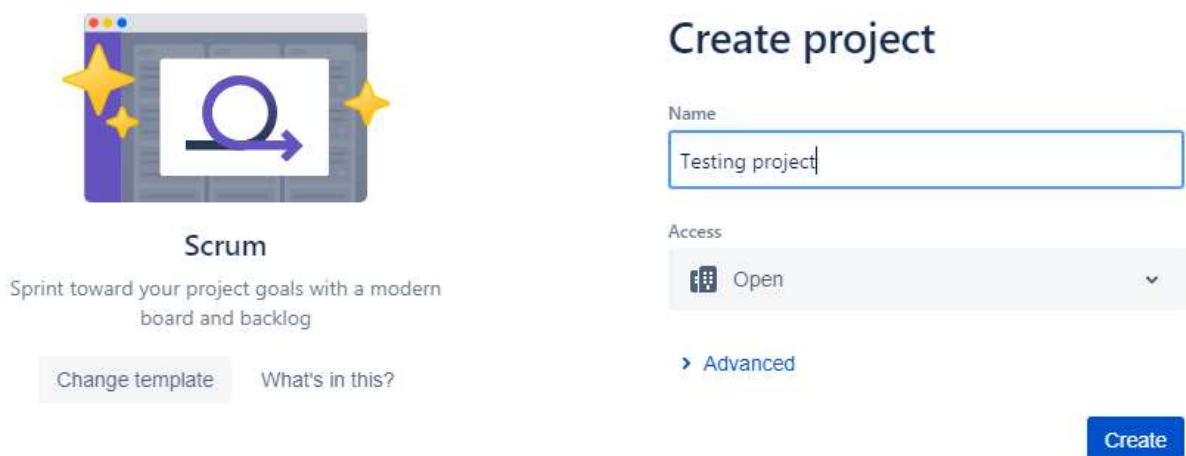 Scrum
Sprint toward your project goals with a modern
board and backlog
Change template
What's in this?
Create project
Name
Testing project
Access
Open
Advanced
Create